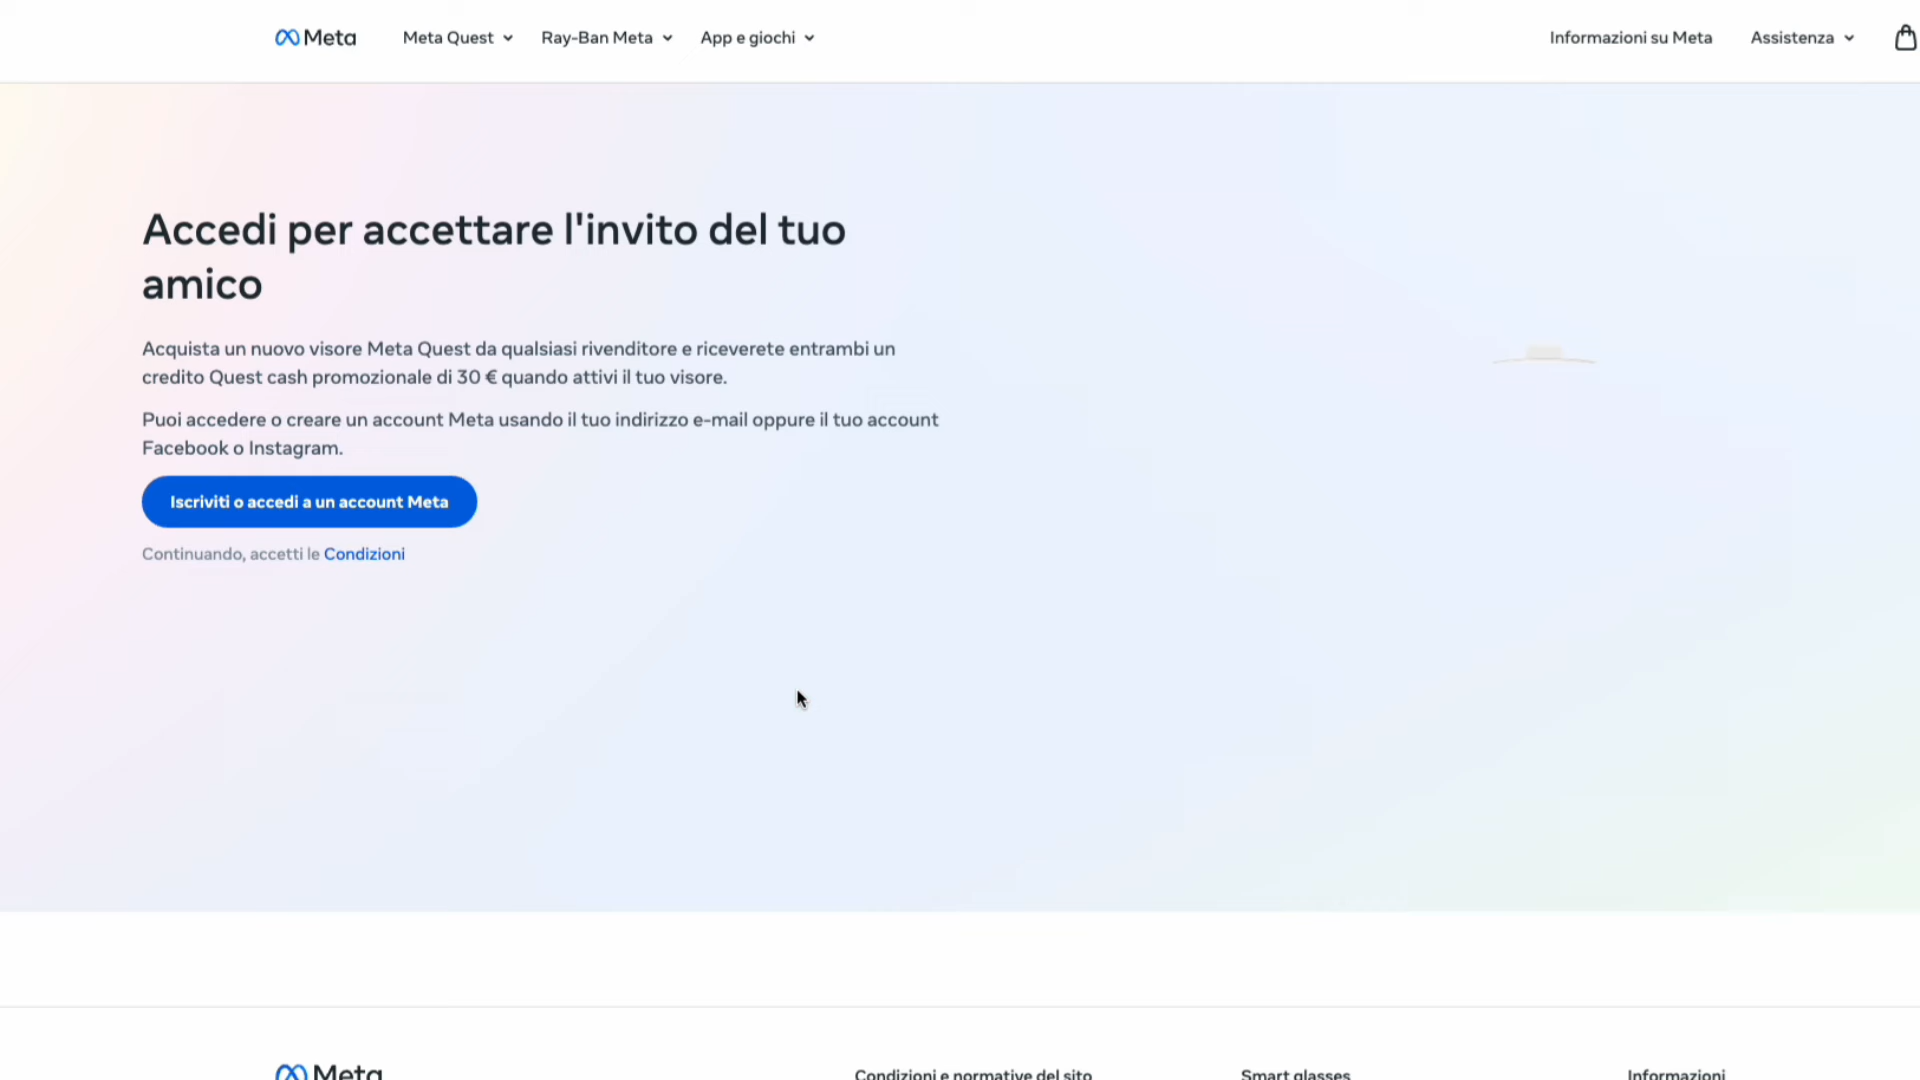 Meta
Meta Quest
Ray-Ban Meta
App e giochi
Informazioni su Meta
Assistenza
Accedi per accettare l'invito del tuo
amico
Acquista un nuovo visore Meta Quest da qualsiasi rivenditore e riceverete entrambi un
credito Quest cash promozionale di 30 € quando attivi il tuo visore.
Puoi accedere o creare un account Meta usando il tuo indirizzo e-mail oppure il tuo account
Facebook o Instagram.
Iscriviti o accedi a un account Meta
Continuando, accetti le Condizioni
Meta
Condizioni e normative del sito
Smart glasses
Informazioni